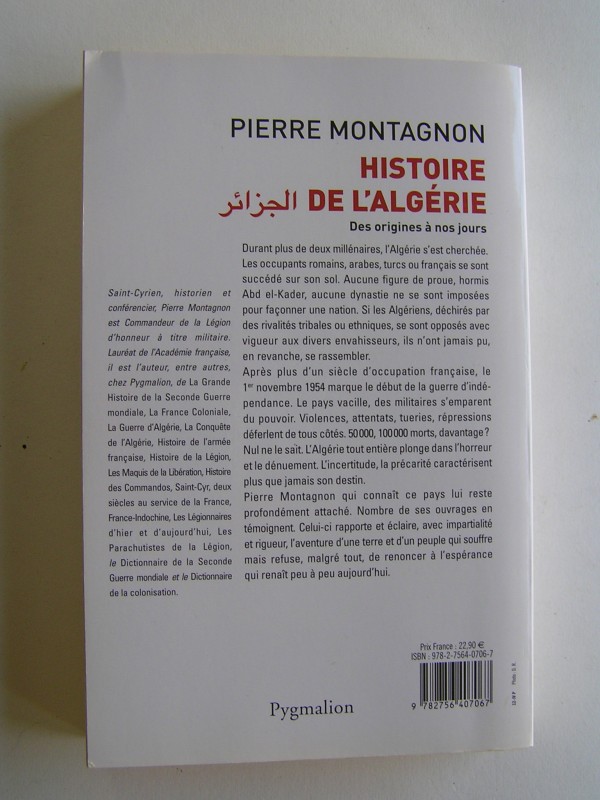 PIERRE MONTAGNON
HISTOIRE
الجزائر DE L'ALGÉRIE
Des origines à nos jours
Durant plus de deux millénaires, l'Algérie s'est cherchée.
Les occupants romains, arabes, turcs ou français se sont
succédé sur son sol. Aucune figure de proue, hormis
Abd el-Kader, aucune dynastie ne se sont imposées
pour façonner une nation. Si les Algériens, déchirés par
des rivalités tribales ou ethniques, se sont opposés avec
vigueur aux divers envahisseurs, ils n'ont jamais pu,
en revanche, se rassembler.
Après plus d'un siècle d'occupation française, le
1er novembre 1954 marque le début de la guerre d'indé-
pendance. Le pays vacille, des militaires s'emparent
du pouvoir. Violences, attentats, tueries, répressions
déferlent de tous côtés. 50000, 100000 morts, davantage ?
Nul ne le sait. L'Algérie tout entière plonge dans l'horreur
et le dénuement. L'incertitude, la précarité caractérisent
plus que jamais son destin.
Pierre Montagnon qui connaît ce pays lui reste
profondément attaché. Nombre de ses ouvrages en
témoignent. Celui-ci rapporte et éclaire, avec impartialité
et rigueur, l'aventure d'une terre et d'un peuple qui souffre
mais refuse, malgré tout, de renoncer à l'espérance
qui renaît peu à peu aujourd'hui.
Saint-Cyrien, historien et
conférencier, Pierre Montagnon
est Commandeur de la Légion
d'honneur à titre militaire.
Lauréat de l'Académie française,
il est l'auteur, entre autres,
chez Pygmalion, de La Grande
Histoire de la Seconde Guerre
mondiale, La France Coloniale,
La Guerre d'Algérie, La Conquête
de l'Algérie, Histoire de l'armée
française, Histoire de la Légion,
Les Maquis de la Libération, Histoire
des Commandos, Saint-Cyr, deux
siècles au service de la France,
France-Indochine, Les Légionnaires
d'hier et d'aujourd'hui, Les
Parachutistes de la Légion,
le Dictionnaire de la Seconde
Guerre mondiale et le Dictionnaire
de la colonisation.
Prix France : 22,90 €
ISBN : 978-2-7564-0706-7
9 782756 407067
Pygmalion